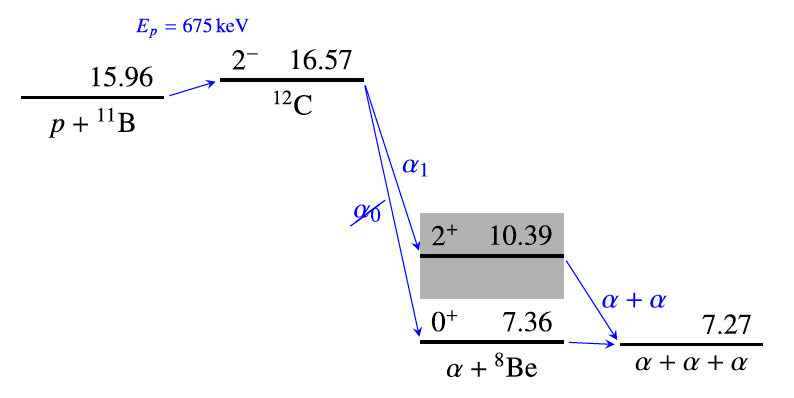 E_p = 675 keV
2⁻ 16.57
15.96
¹²C
p + ¹¹B
α₁
α₀
2⁺ 10.39
α + α
0⁺ 7.36
7.27
α + ⁸Be
α + α + α